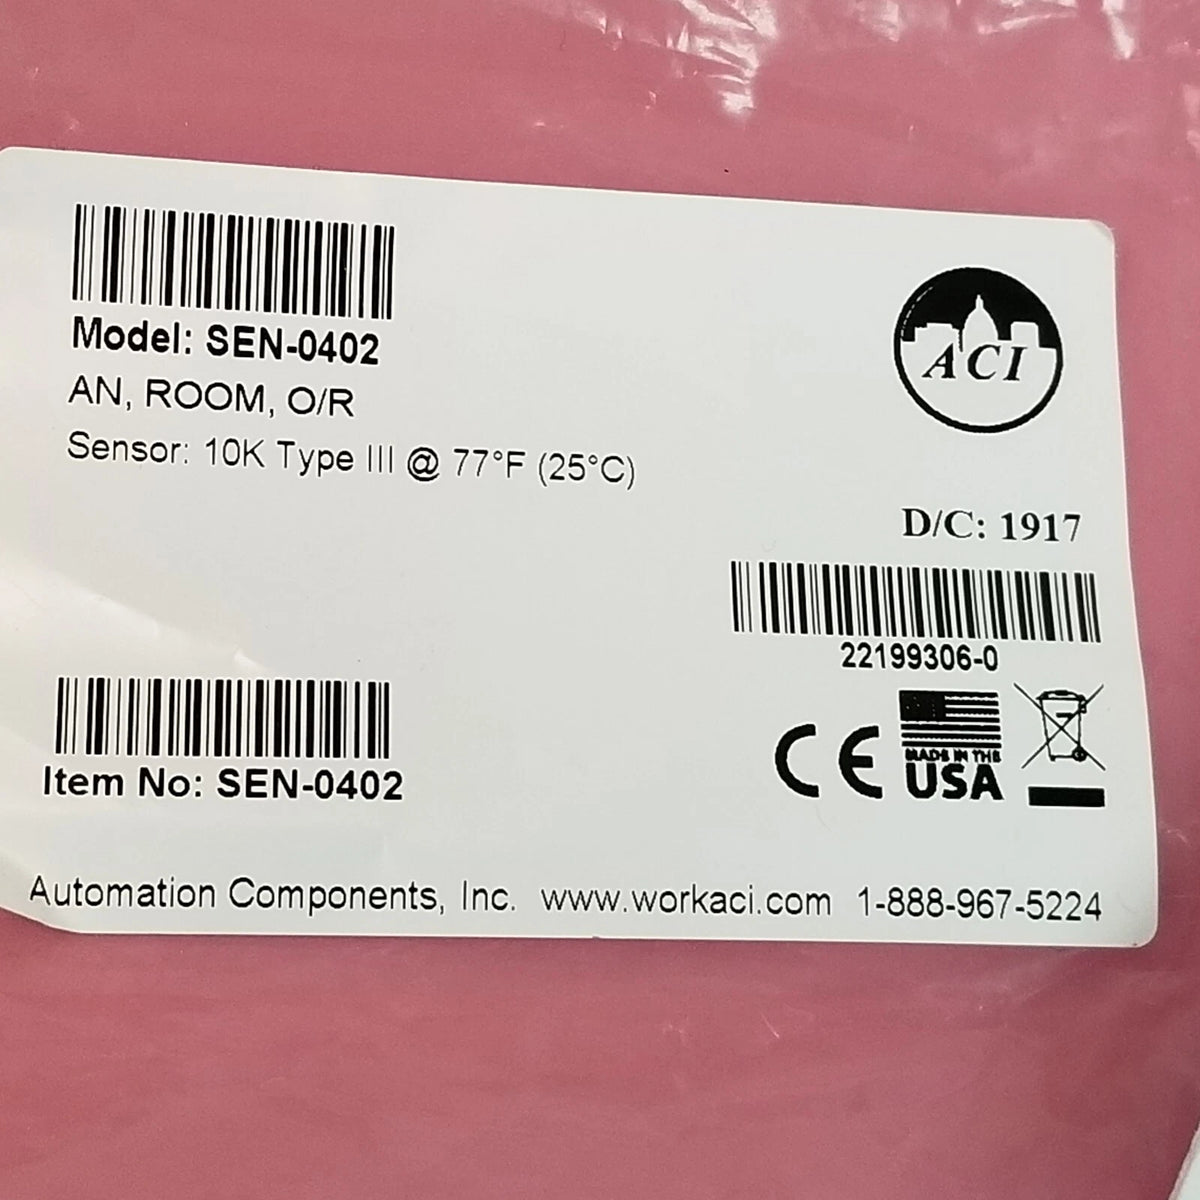 Model: SEN-0402
AN, ROOM, O/R
Sensor: 10K Type III @ 77°F (25°C)
ACI
D/C: 1917
22199306-0
CE
MADE IN THE
USA
Item No: SEN-0402
Automation Components, Inc. www.workaci.com 1-888-967-5224